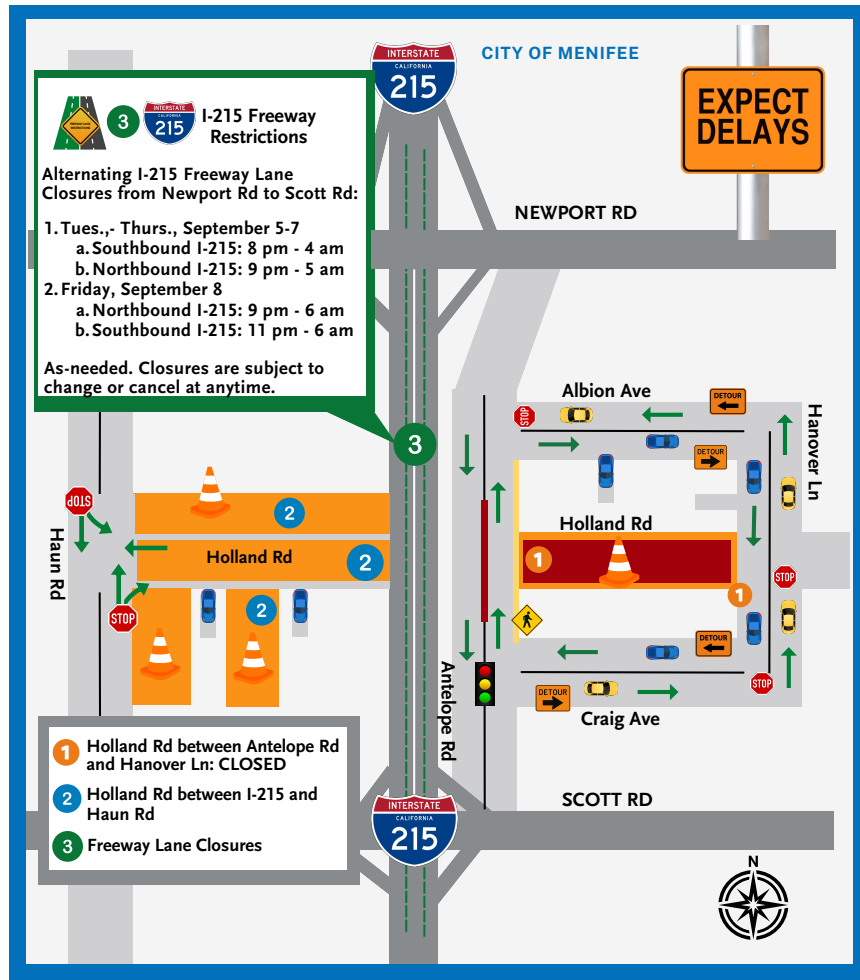 INTERSTATE
CALIFORNIA
215
CITY OF MENIFEE
EXPECT
DELAYS
FREEWAY LANE
RESTRICTIONS
3
INTERSTATE
CALIFORNIA
215
I-215 Freeway
Restrictions
Alternating I-215 Freeway Lane
Closures from Newport Rd to Scott Rd:
1. Tues.,- Thurs., September 5-7
a. Southbound I-215: 8 pm - 4 am
b. Northbound I-215: 9 pm - 5 am
2. Friday, September 8
a. Northbound I-215: 9 pm - 6 am
b. Southbound I-215: 11 pm - 6 am
As-needed. Closures are subject to
change or cancel at anytime.
NEWPORT RD
3
Albion Ave
DETOUR
STOP
DETOUR
Hanover Ln
STOP
2
Holland Rd
2
Haun Rd
STOP
2
Holland Rd
1
1
STOP
DETOUR
STOP
DETOUR
Antelope Rd
Craig Ave
1 Holland Rd between Antelope Rd
and Hanover Ln: CLOSED
2 Holland Rd between I-215 and
Haun Rd
3 Freeway Lane Closures
INTERSTATE
CALIFORNIA
215
SCOTT RD
N